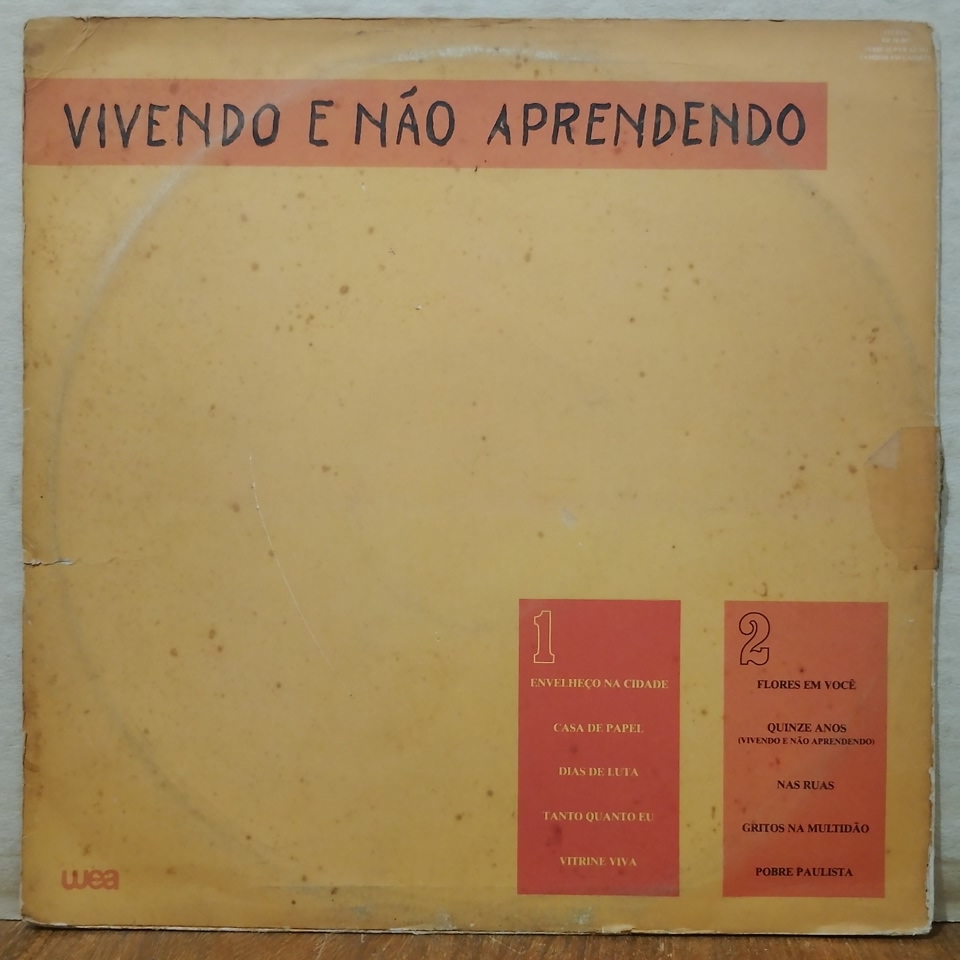 VIVENDO E NÃO APRENDENDO
1
ENVELHEÇO NA CIDADE
CASA DE PAPEL
DIAS DE LUTA
TANTO QUANTO EU
VITRINE VIVA
2
FLORES EM VOCÊ
QUINZE ANOS
(VIVENDO E NÃO APRENDENDO)
NAS RUAS
GRITOS NA MULTIDÃO
POBRE PAULISTA
wea